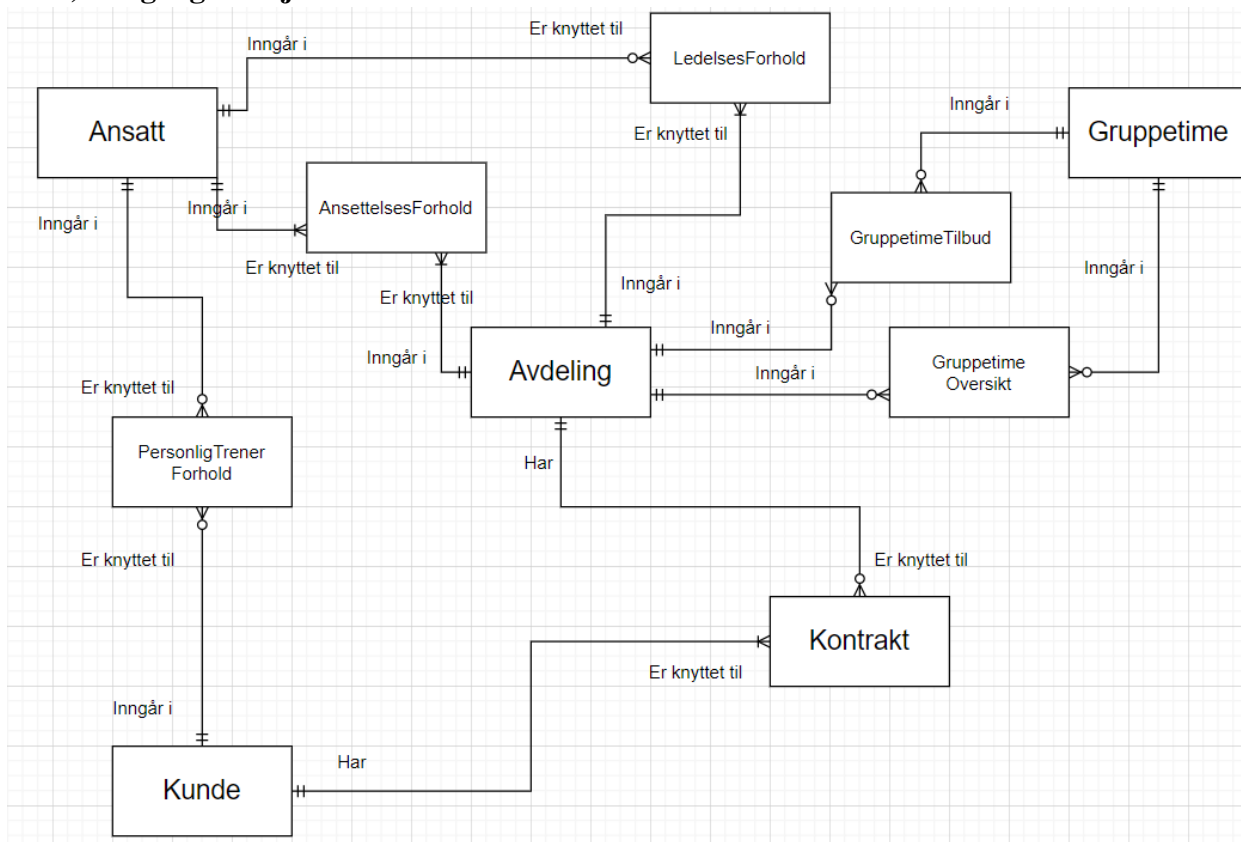 Er knyttet til
LedelsesForhold
Inngår i
Ansatt
Er knyttet til
Inngår i
Gruppetime
Inngår i
AnsettelsesForhold
Inngår i
GruppetimeTilbud
Er knyttet til
Er knyttet til
Inngår i
Inngår i
Inngår i
Inngår i
Avdeling
Inngår i
Gruppetime
Oversikt
Er knyttet til
PersonligTrener
Forhold
Har
Er knyttet til
Er knyttet til
Kontrakt
Er knyttet til
Inngår i
Har
Kunde